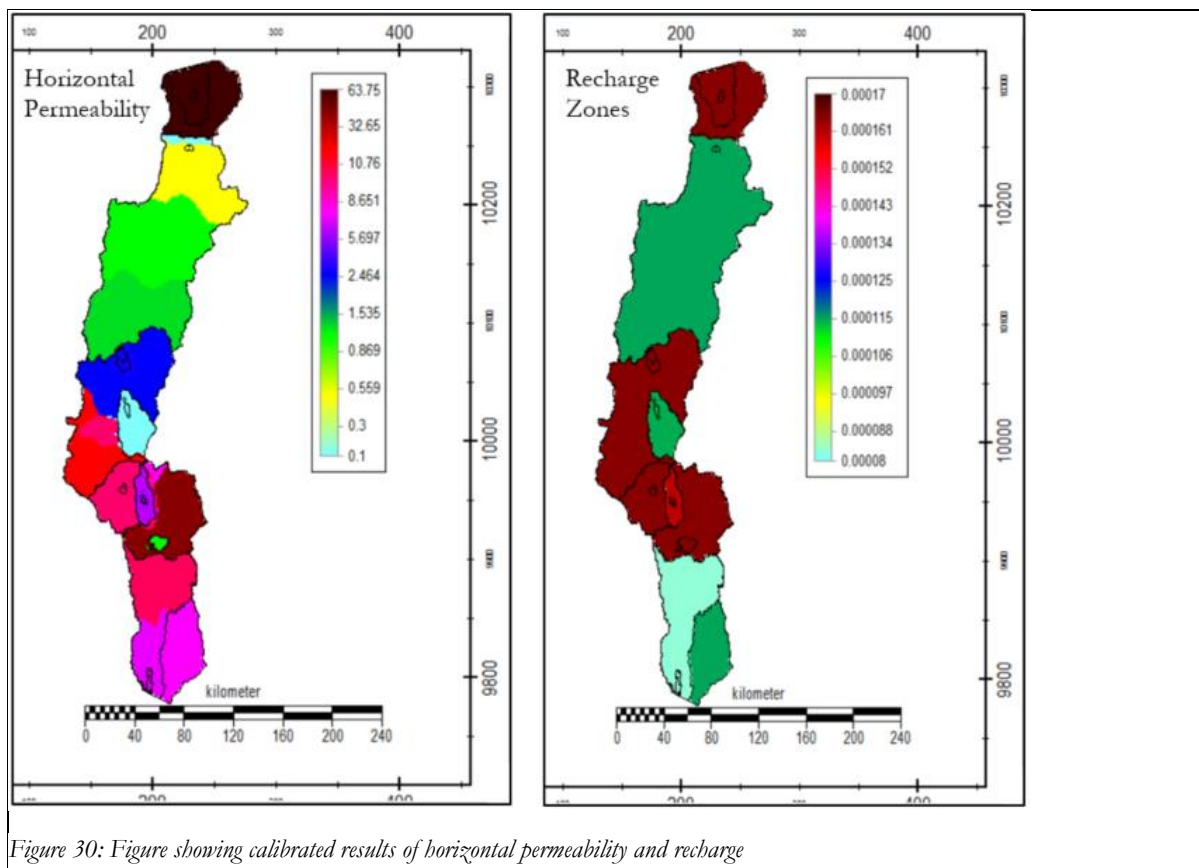 100 200 300 400
Horizontal
Permeability
63.75
32.65
10.76
8.651
5.697
2.464
1.535
0.869
0.559
0.3
0.1
10200
10000
9800
kilometer
0 40 80 120 160 200 240
100 200 300 400
Recharge
Zones
0.00017
0.000161
0.000152
0.000143
0.000134
0.000125
0.000115
0.000106
0.000097
0.000088
0.00008
10200
10000
9800
kilometer
0 40 80 120 160 200 240
Figure 30: Figure showing calibrated results of horizontal permeability and recharge